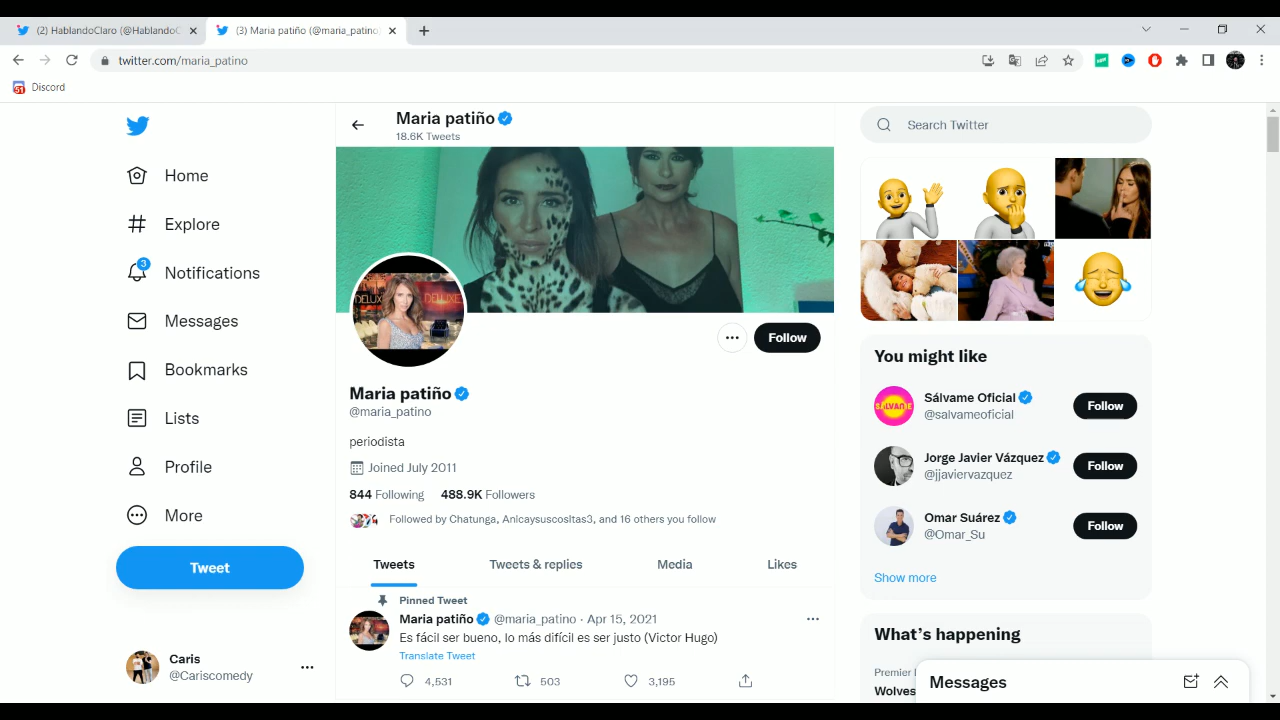 (2) HablandoClaro (@HablandoC
(3) Maria patiño (@maria_patino
twitter.com/maria_patino
Discord
Home
Explore
3
Notifications
Messages
Bookmarks
Lists
Profile
More
Tweet
Caris
@Cariscomedy
Maria patiño
18.6K Tweets
DELUXE
DELUXE
Follow
Maria patiño
@maria_patino
periodista
Joined July 2011
844 Following 488.9K Followers
Followed by Chatunga, Anlcaysuscosltas3, and 16 others you follow
Tweets Tweets & replies Media Likes
Pinned Tweet
Maria patiño @maria_patino · Apr 15, 2021
Es fácil ser bueno, lo más difícil es ser justo (Victor Hugo)
Translate Tweet
4,531 503 3,195
Search Twitter
You might like
SÁLVAME
Sálvame Oficial
@salvameoficial
Follow
Jorge Javier Vázquez
@jjaviervazquez
Follow
Omar Suárez
@Omar_Su
Follow
Show more
What's happening
Premier
Wolves
Messages